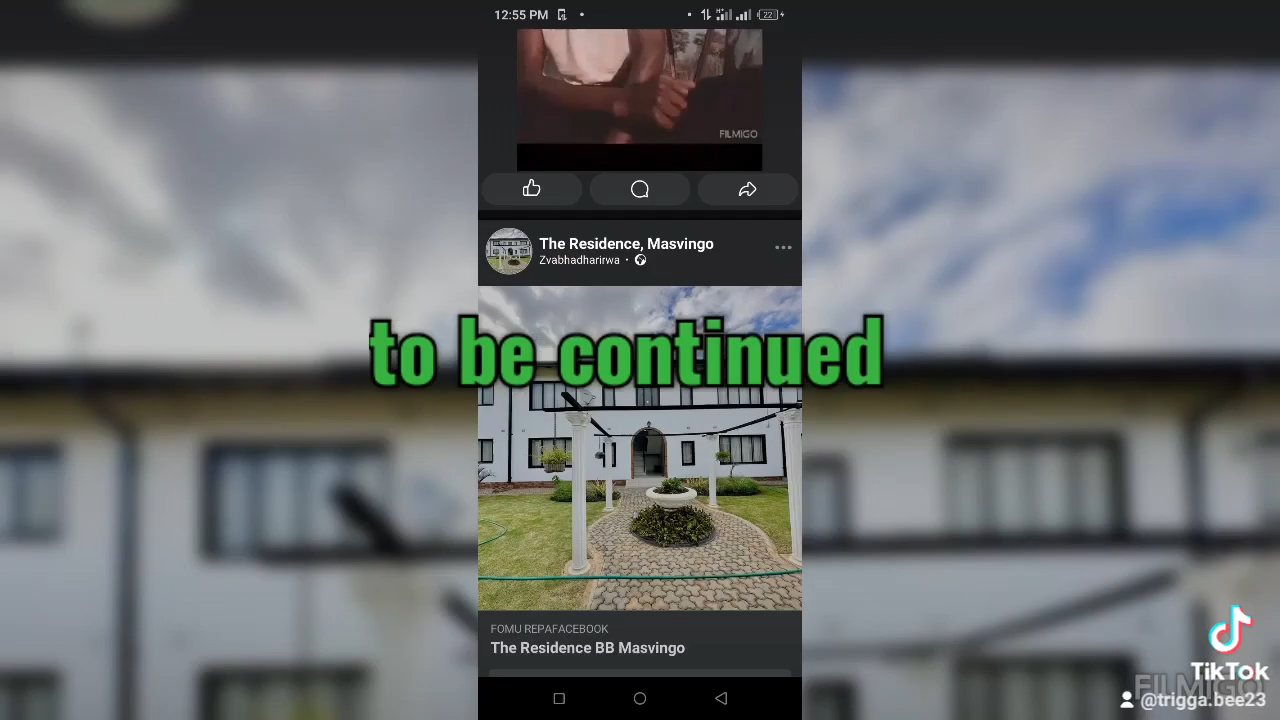 12:55 PM
22
FILMIGO
The Residence, Masvingo
Zvabhadharirwa
to be continued
FOMU REPAFACEBOOK
The Residence BB Masvingo
TikTok
FILMIGO
@trigga.bee23